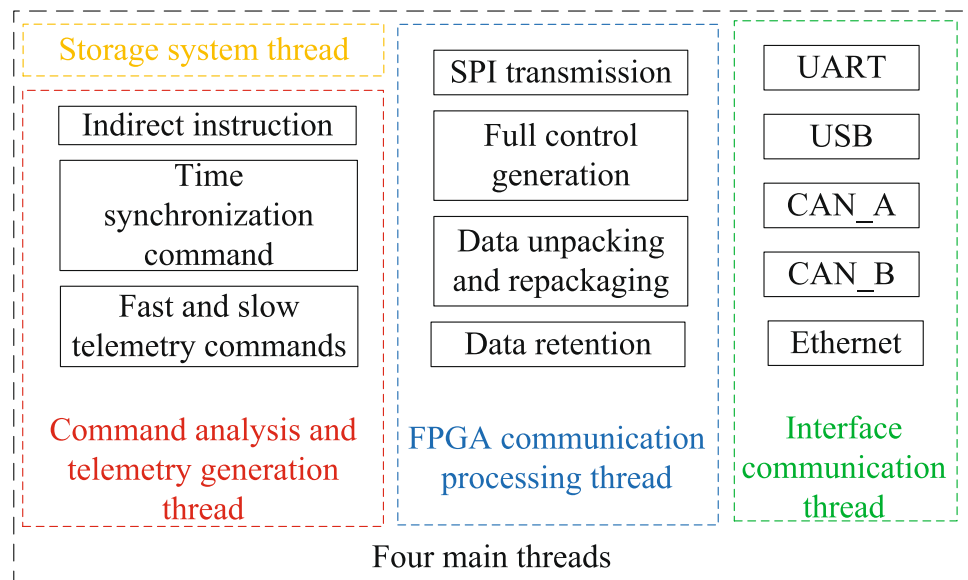 Storage system thread
Indirect instruction
Time
synchronization
command
Fast and slow
telemetry commands
Command analysis and
telemetry generation
thread
SPI transmission
Full control
generation
Data unpacking
and repackaging
Data retention
FPGA communication
processing thread
UART
USB
CAN_A
CAN_B
Ethernet
Interface
communication
thread
Four main threads